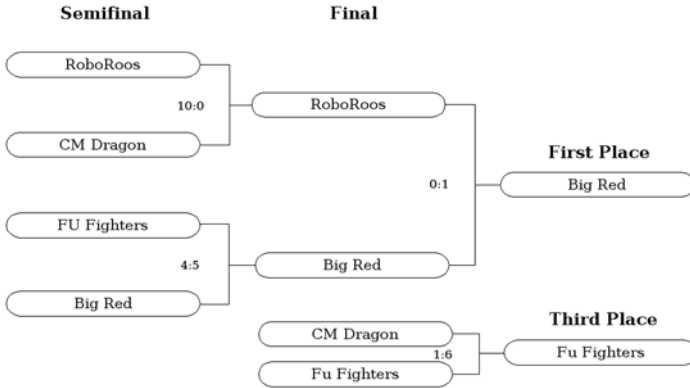 Semifinal
Final
RoboRoos
10:0
RoboRoos
CM Dragon
First Place
0:1
Big Red
FU Fighters
4:5
Big Red
Big Red
Third Place
CM Dragon
1:6
Fu Fighters
Fu Fighters